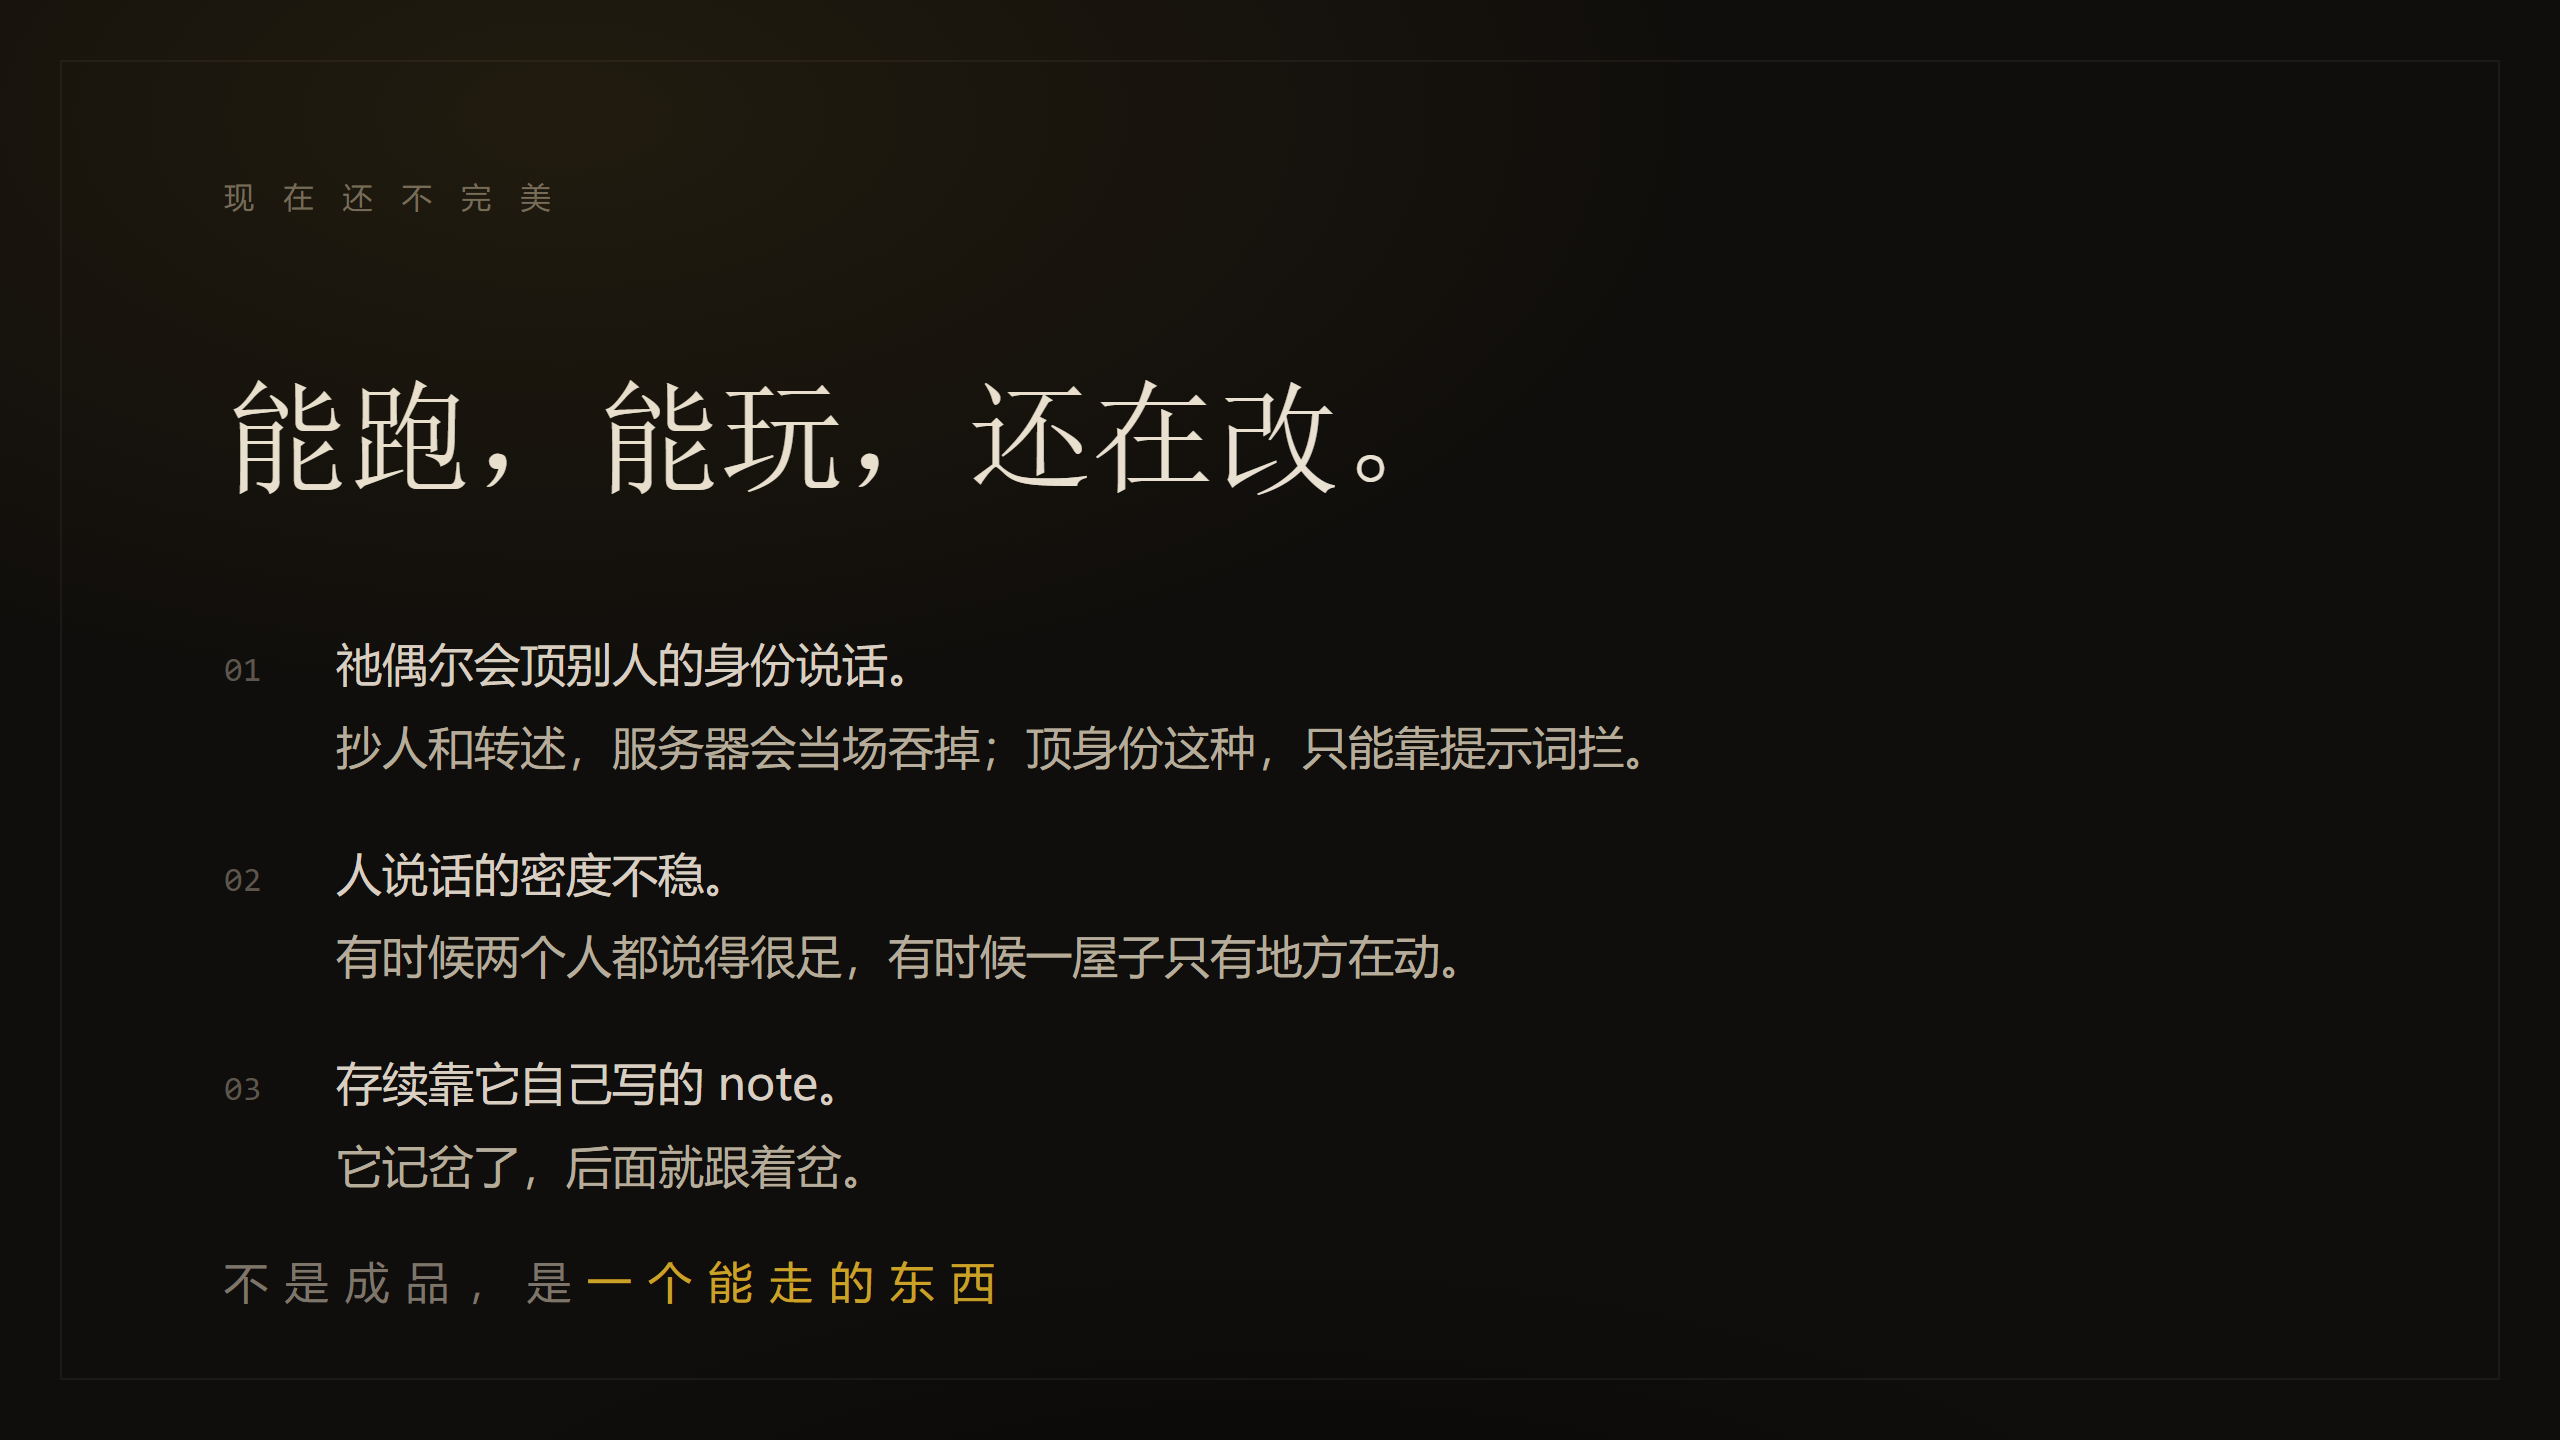 现在还不完美
能跑，能玩，还在改。
01 祂偶尔会顶别人的身份说话。
抄人和转述，服务器会当场吞掉；顶身份这种，只能靠提示词拦。
02 人说话的密度不稳。
有时候两个人都说得很足，有时候一屋子只有地方在动。
03 存续靠它自己写的 note。
它记岔了，后面就跟着岔。
不是成品，是一个能走的东西